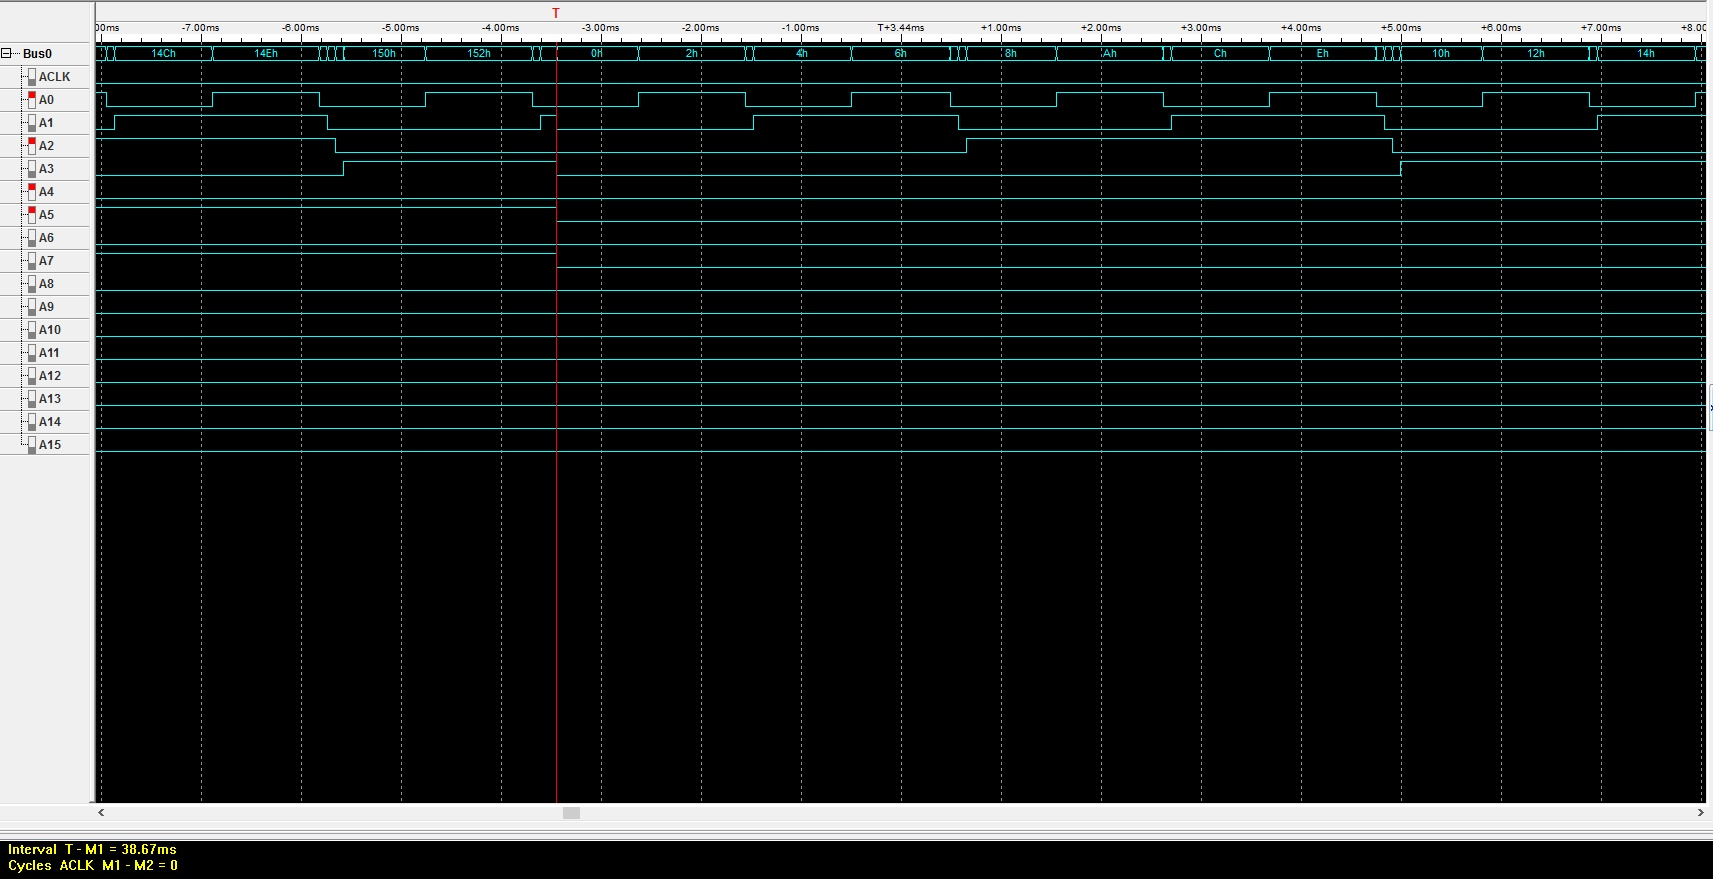 T
00ms -7.00ms -6.00ms -5.00ms -4.00ms -3.00ms -2.00ms -1.00ms T+3.44ms +1.00ms +2.00ms +3.00ms +4.00ms +5.00ms +6.00ms +7.00ms +8.00
Bus0 14Ch 14Eh 150h 152h 0h 2h 4h 6h 8h Ah Ch Eh 10h 12h 14h
ACLK
A0
A1
A2
A3
A4
A5
A6
A7
A8
A9
A10
A11
A12
A13
A14
A15
Interval T - M1 = 38.67ms
Cycles ACLK M1 - M2 = 0